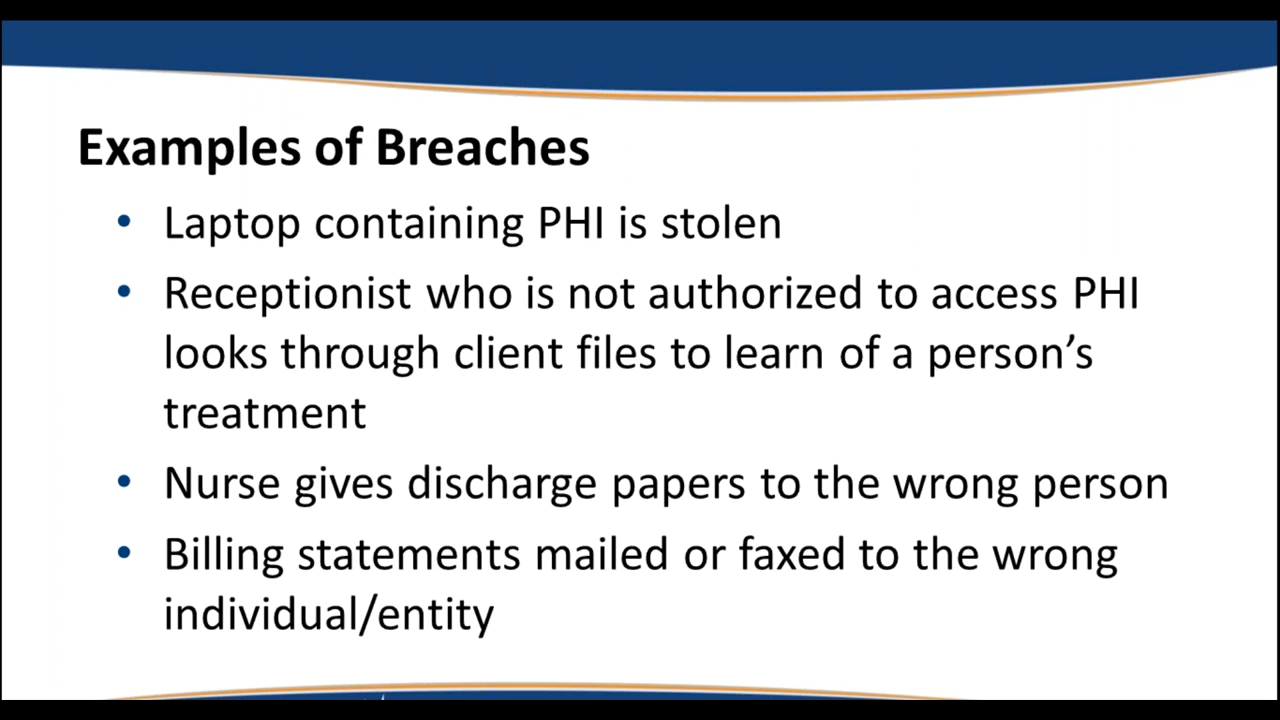 Examples of Breaches
• Laptop containing PHI is stolen
• Receptionist who is not authorized to access PHI
looks through client files to learn of a person’s
treatment
• Nurse gives discharge papers to the wrong person
• Billing statements mailed or faxed to the wrong
individual/entity